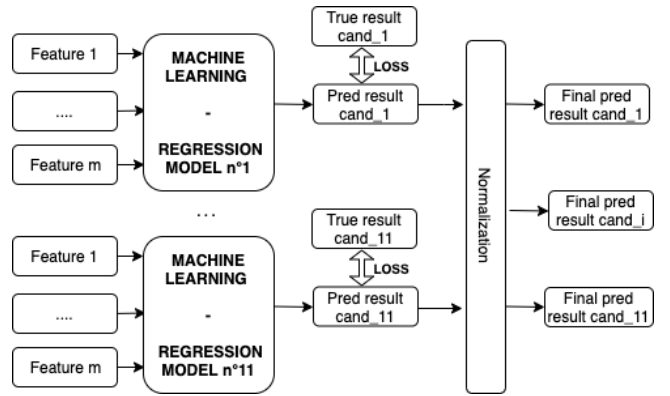 Feature 1
....
Feature m
MACHINE
LEARNING
-
REGRESSION
MODEL n°1
True result
cand_1
LOSS
Pred result
cand_1
...
Feature 1
....
Feature m
MACHINE
LEARNING
-
REGRESSION
MODEL n°11
True result
cand_11
LOSS
Pred result
cand_11
Normalization
Final pred
result cand_1
Final pred
result cand_i
Final pred
result cand_11